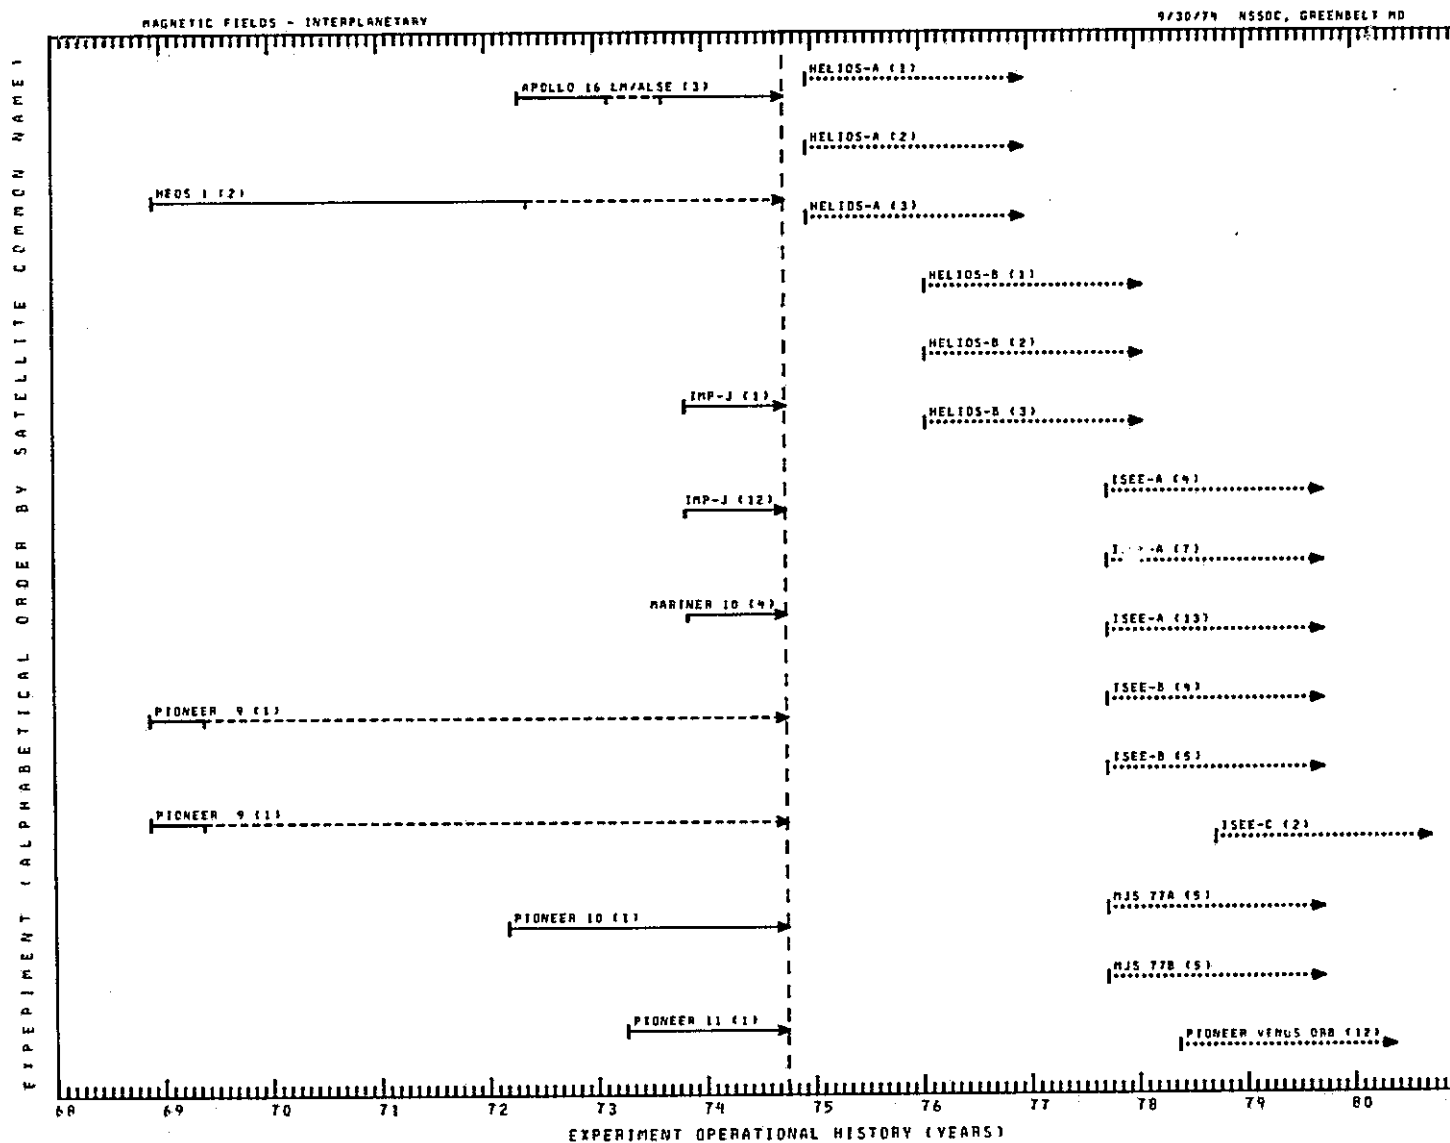 MAGNETIC FIELDS - INTERPLANETARY
9/30/74 NSSDC, GREENBELT MD
EXPEPIMENT (ALPHABETICAL ORDER BY SATELLITE COMMON NAME)
HELIOS-A (1)
APOLLO 16 LM/ALSE (3)
HELIOS-A (2)
HEOS 1 (2)
HELIOS-A (3)
HELIOS-B (1)
HELIOS-B (2)
IMP-J (1)
HELIOS-B (3)
ISEE-A (4)
IMP-J (12)
-A (7)
MARINER 10 (4)
ISEE-A (13)
ISEE-B (4)
PIONEER 9 (1)
ISEE-B (5)
PIONEER 9 (1)
ISEE-C (2)
MJS 77A (5)
PIONEER 10 (1)
MJS 77B (5)
PIONEER 11 (1)
PIONEER VENUS ORB (12)
68 69 70 71 72 73 74 75 76 77 78 79 80
EXPERIMENT OPERATIONAL HISTORY (YEARS)